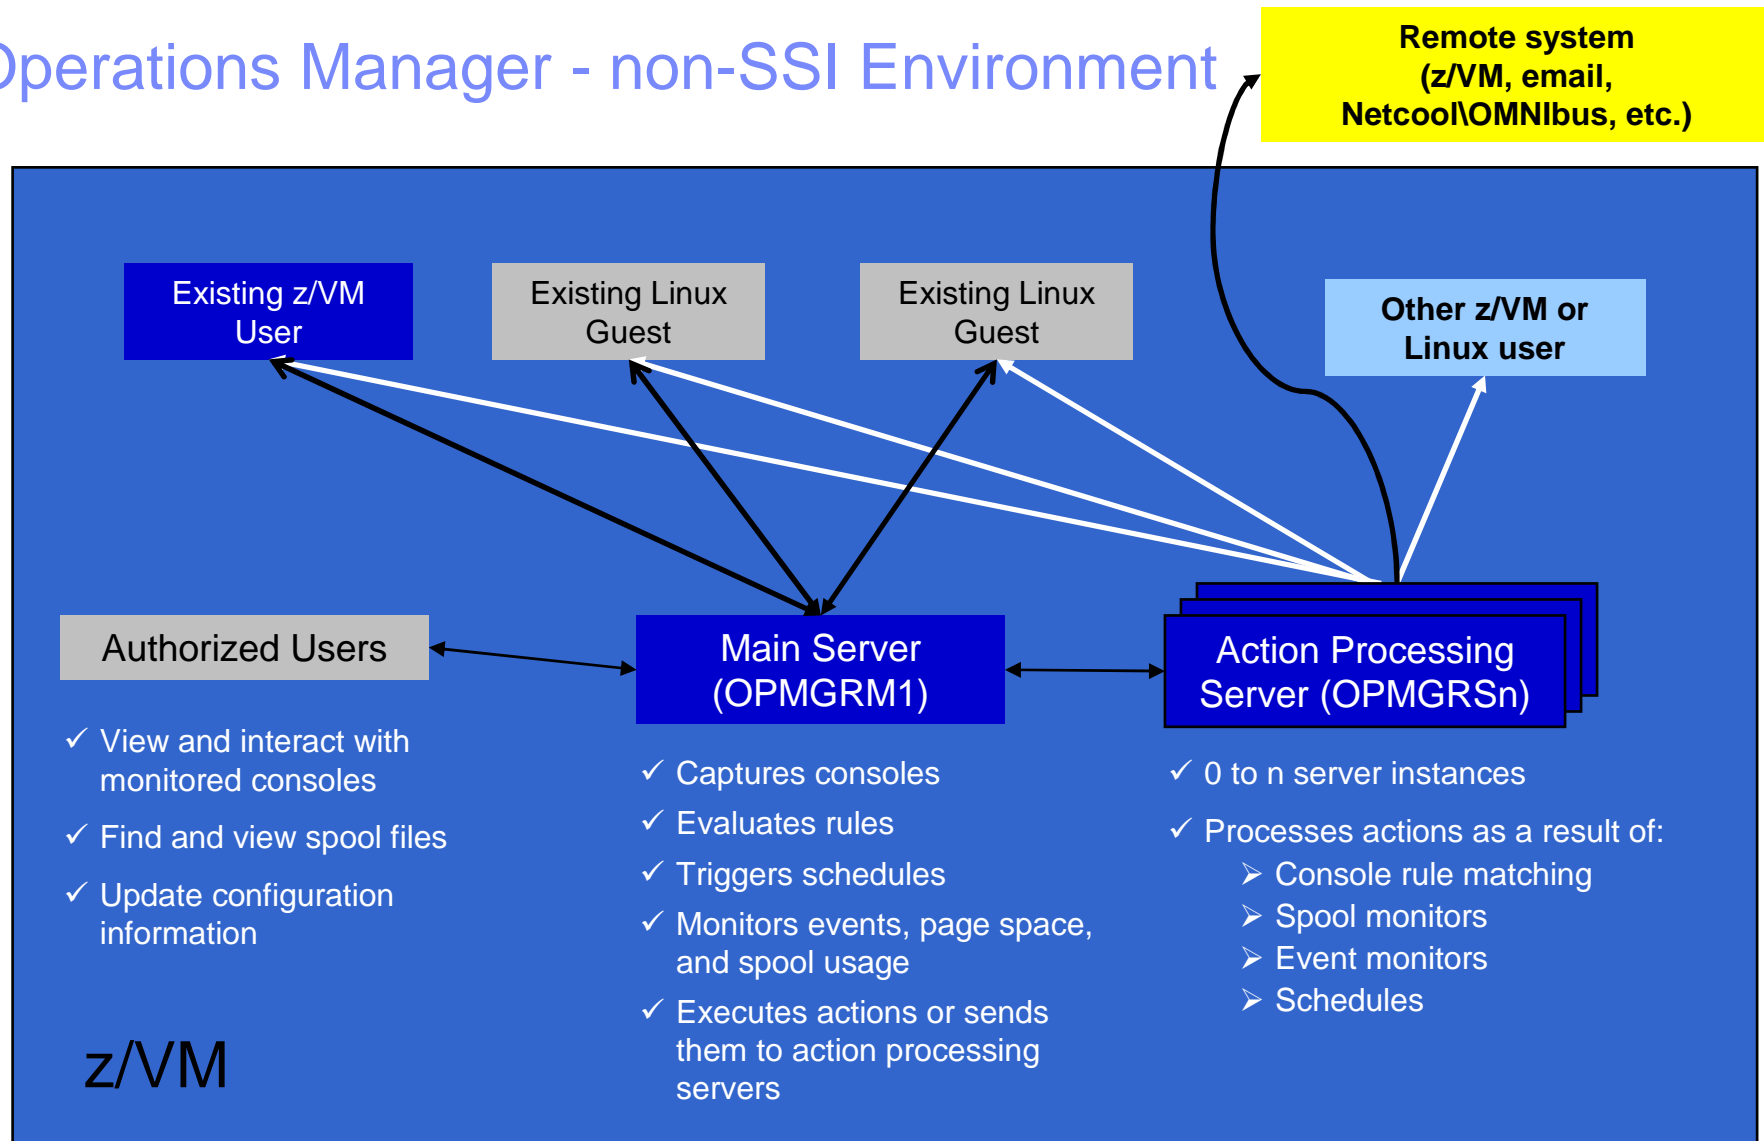 Operations Manager - non-SSI Environment
Remote system
(z/VM, email,
Netcool\OMNIbus, etc.)
Existing z/VM
User
Existing Linux
Guest
Existing Linux
Guest
Other z/VM or
Linux user
Authorized Users
Main Server
(OPMGRM1)
Action Processing
Server (OPMGRSn)
✓ View and interact with
monitored consoles
✓ Find and view spool files
✓ Update configuration
information
✓ Captures consoles
✓ Evaluates rules
✓ Triggers schedules
✓ Monitors events, page space,
and spool usage
✓ Executes actions or sends
them to action processing
servers
✓ 0 to n server instances
✓ Processes actions as a result of:
➢ Console rule matching
➢ Spool monitors
➢ Event monitors
➢ Schedules
z/VM